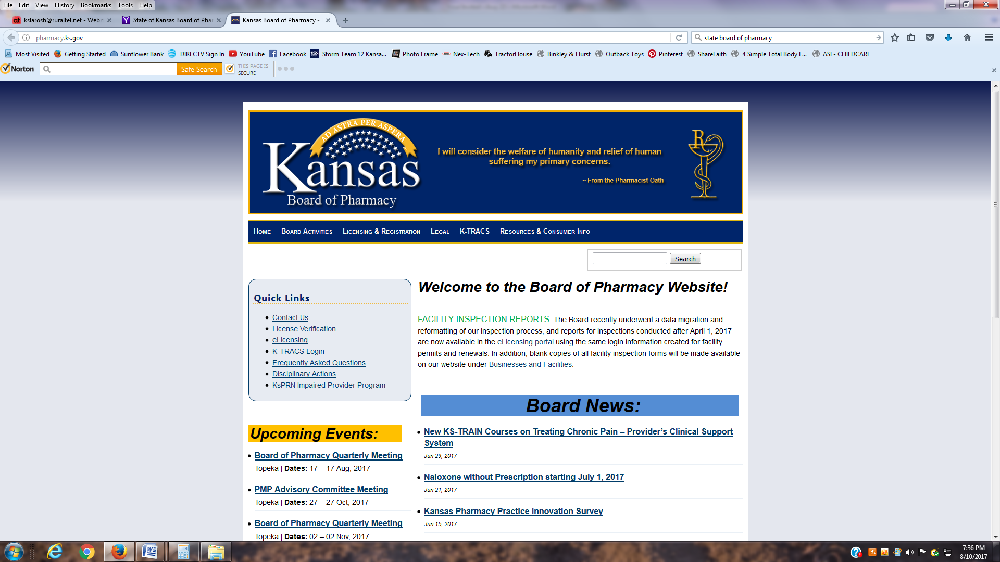 File Edit View History Bookmarks Tools Help
kslarosh@ruraltel.net - Webm
State of Kansas Board of Phar
Kansas Board of Pharmacy -
pharmacy.ks.gov
state board of pharmacy
Most Visited Getting Started Sunflower Bank DIRECTV Sign In YouTube Facebook Storm Team 12 Kansa... Photo Frame Nex-Tech TractorHouse Binkley & Hurst Outback Toys Pinterest ShareFaith 4 Simple Total Body E... ASI - CHILDCARE
Norton Safe Search
THIS PAGE IS
SECURE
AD ASTRA PER ASPERA
Kansas
Board of Pharmacy
I will consider the welfare of humanity and relief of human
suffering my primary concerns.
~ From the Pharmacist Oath
Home Board Activities Licensing & Registration Legal K-TRACS Resources & Consumer Info
Search
Quick Links
Contact Us
License Verification
eLicensing
K-TRACS Login
Frequently Asked Questions
Disciplinary Actions
KsPRN Impaired Provider Program
Upcoming Events:
Board of Pharmacy Quarterly Meeting
Topeka | Dates: 17 – 17 Aug, 2017
PMP Advisory Committee Meeting
Topeka | Dates: 27 – 27 Oct, 2017
Board of Pharmacy Quarterly Meeting
Topeka | Dates: 02 – 02 Nov, 2017
Welcome to the Board of Pharmacy Website!
FACILITY INSPECTION REPORTS. The Board recently underwent a data migration and
reformatting of our inspection process, and reports for inspections conducted after April 1, 2017
are now available in the eLicensing portal using the same login information created for facility
permits and renewals. In addition, blank copies of all facility inspection forms will be made available
on our website under Businesses and Facilities.
Board News:
New KS-TRAIN Courses on Treating Chronic Pain – Provider's Clinical Support
System
Jun 29, 2017
Naloxone without Prescription starting July 1, 2017
Jun 21, 2017
Kansas Pharmacy Practice Innovation Survey
Jun 15, 2017
7:36 PM
8/10/2017